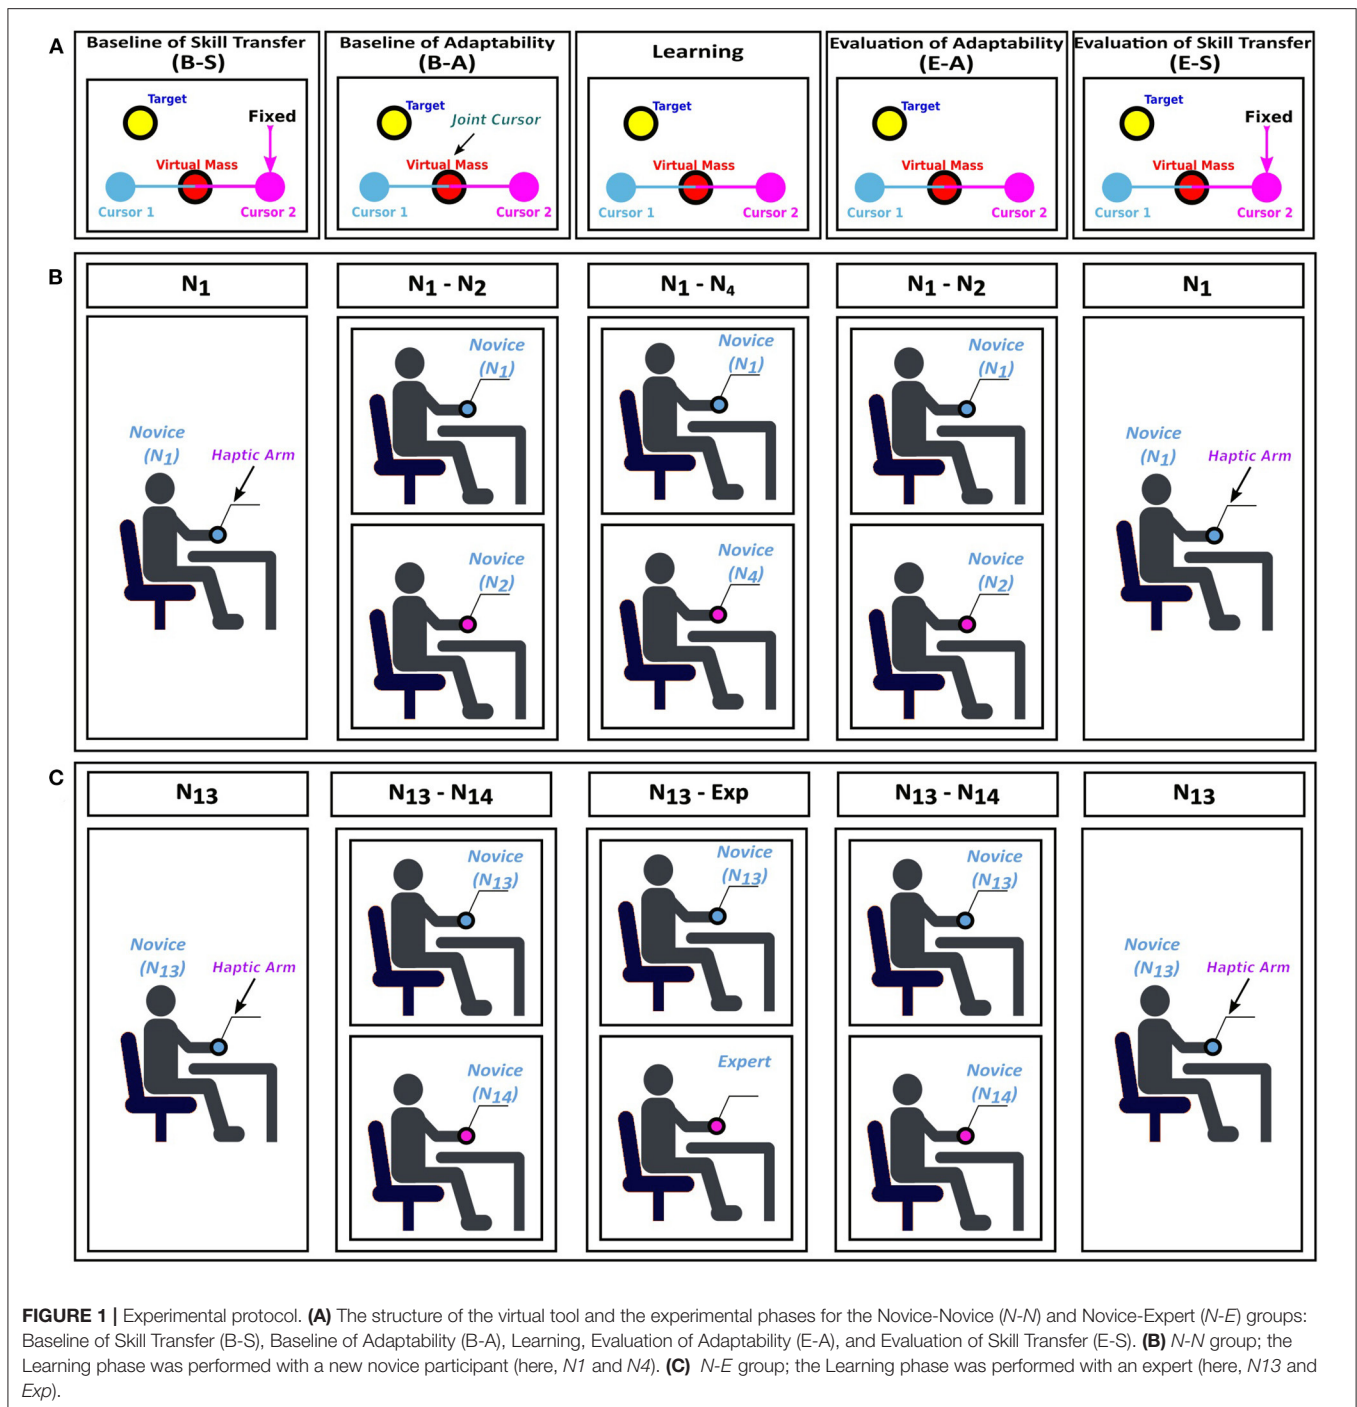 A
Baseline of Skill Transfer
(B-S)
Target
Fixed
Virtual Mass
Cursor 1
Cursor 2
Baseline of Adaptability
(B-A)
Target
Joint Cursor
Virtual Mass
Cursor 1
Cursor 2
Learning
Target
Virtual Mass
Cursor 1
Cursor 2
Evaluation of Adaptability
(E-A)
Target
Virtual Mass
Cursor 1
Cursor 2
Evaluation of Skill Transfer
(E-S)
Target
Fixed
Virtual Mass
Cursor 1
Cursor 2
B
N1
N1 - N2
N1 - N4
N1 - N2
N1
Novice
(N1)
Haptic Arm
Novice
(N1)
Novice
(N2)
Novice
(N1)
Novice
(N4)
Novice
(N1)
Novice
(N2)
Novice
(N1)
Haptic Arm
C
N13
N13 - N14
N13 - Exp
N13 - N14
N13
Novice
(N13)
Haptic Arm
Novice
(N13)
Novice
(N14)
Novice
(N13)
Expert
Novice
(N13)
Novice
(N14)
Novice
(N13)
Haptic Arm
FIGURE 1 | Experimental protocol. (A) The structure of the virtual tool and the experimental phases for the Novice-Novice (N-N) and Novice-Expert (N-E) groups:
Baseline of Skill Transfer (B-S), Baseline of Adaptability (B-A), Learning, Evaluation of Adaptability (E-A), and Evaluation of Skill Transfer (E-S). (B) N-N group; the
Learning phase was performed with a new novice participant (here, N1 and N4). (C) N-E group; the Learning phase was performed with an expert (here, N13 and
Exp).